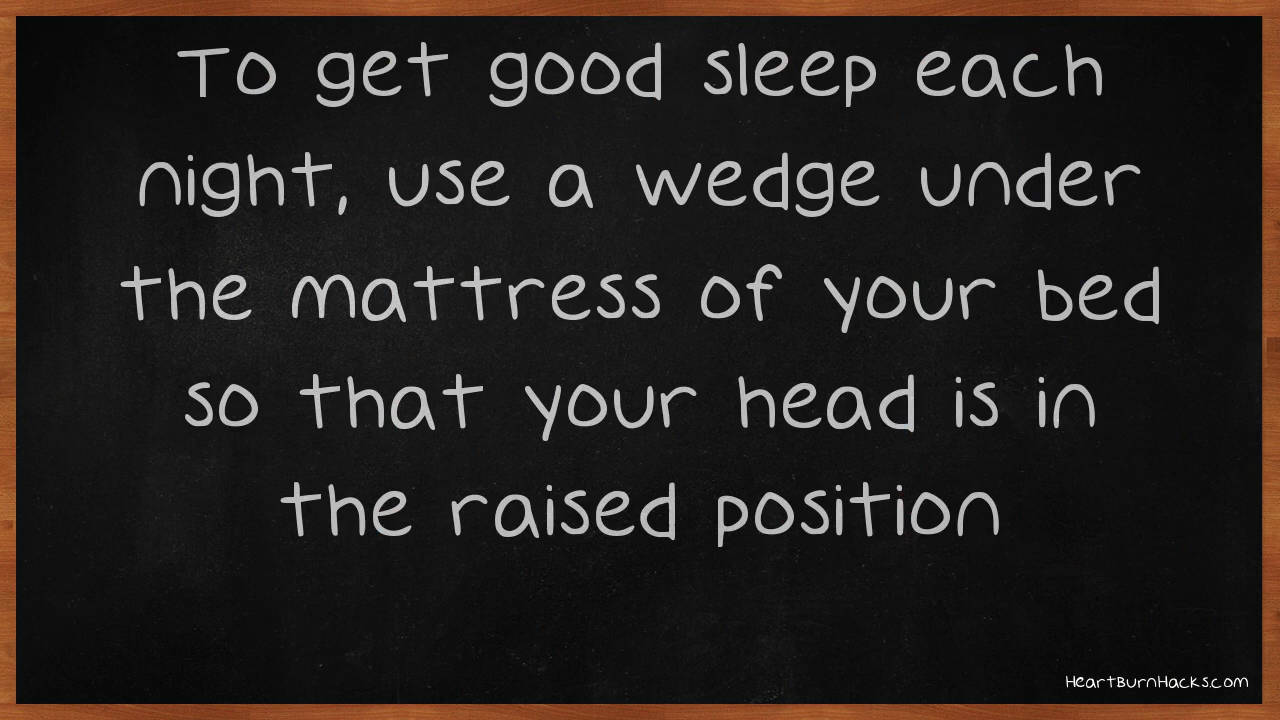 To get good sleep each
night, use a wedge under
the mattress of your bed
so that your head is in
the raised position
HeartBurnHacks.com